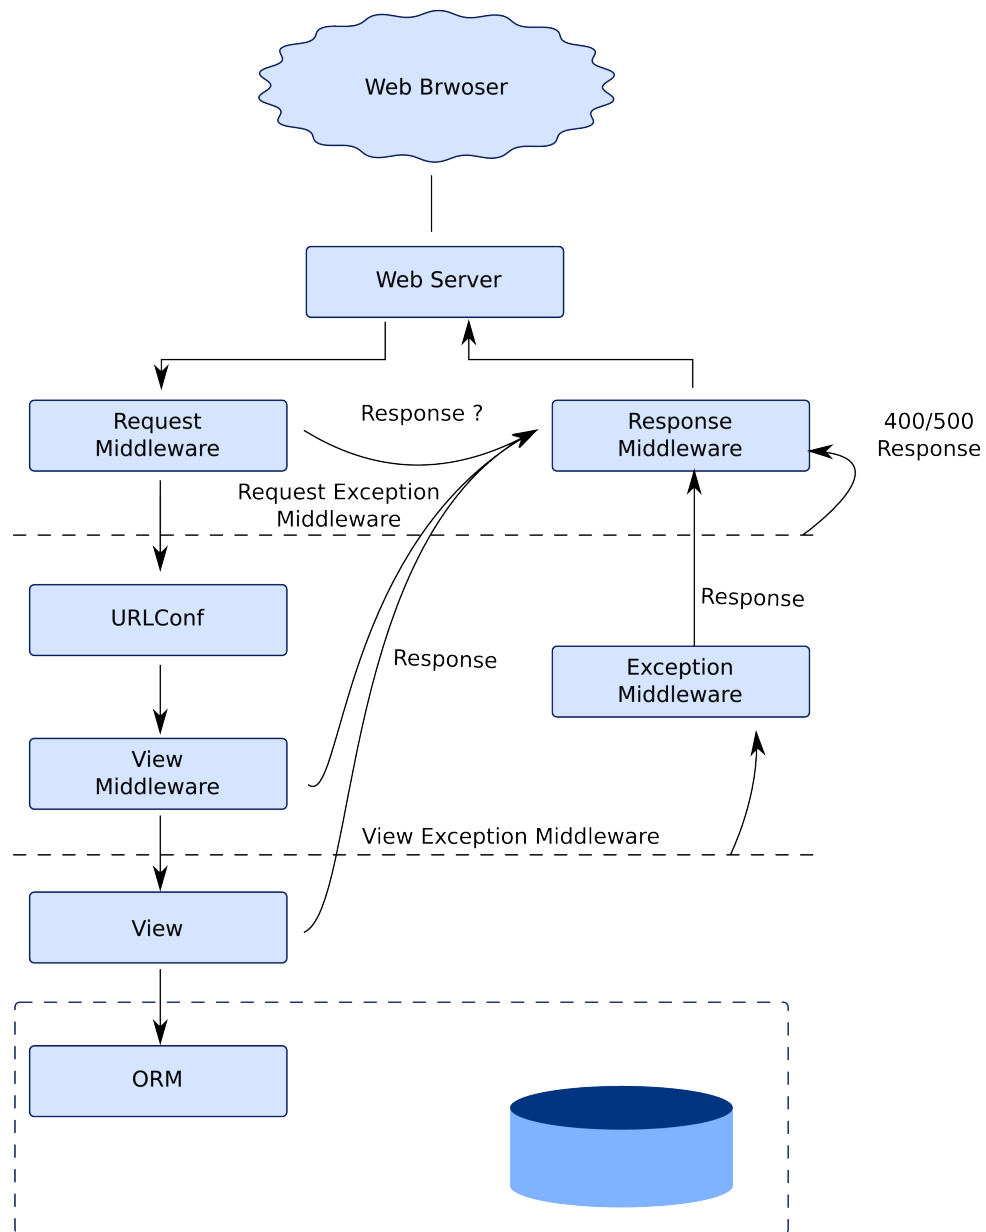 Web Brwoser
Web Server
Request
Middleware
Response ?
Response
Middleware
400/500
Response
Request Exception
Middleware
URLConf
Response
Response
Exception
Middleware
View
Middleware
View Exception Middleware
View
ORM